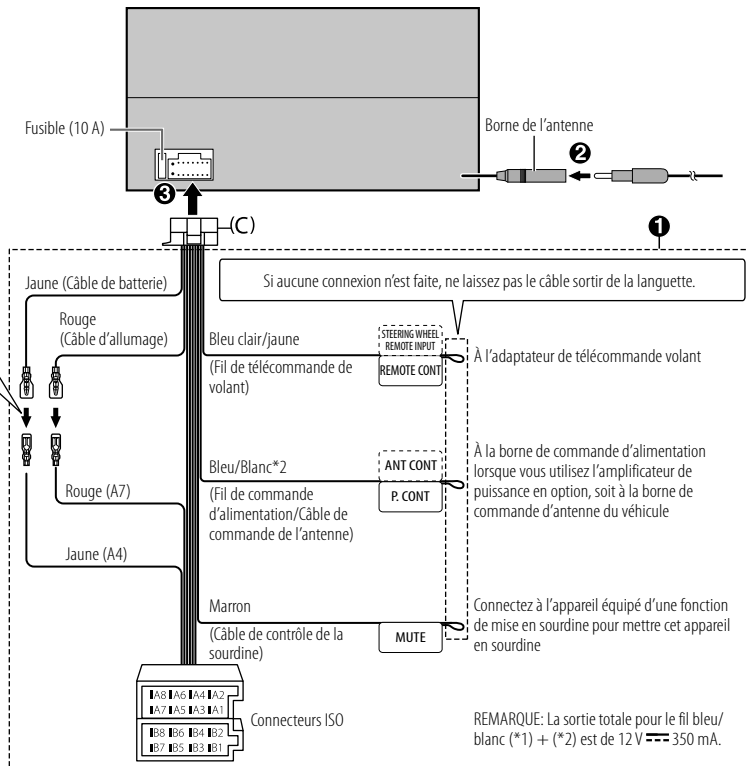 Fusible (10 A)
Borne de l'antenne
❷
❸
(C)
❶
Si aucune connexion n'est faite, ne laissez pas le câble sortir de la languette.
Jaune (Câble de batterie)
Rouge
(Câble d'allumage)
Bleu clair/jaune
(Fil de télécommande de
volant)
STEERING WHEEL
REMOTE INPUT
REMOTE CONT
À l'adaptateur de télécommande volant
Bleu/Blanc*2
(Fil de commande
d'alimentation/Câble de
commande de l'antenne)
ANT CONT
P. CONT
À la borne de commande d'alimentation
lorsque vous utilisez l'amplificateur de
puissance en option, soit à la borne de
commande d'antenne du véhicule
Rouge (A7)
Jaune (A4)
Marron
(Câble de contrôle de la
sourdine)
MUTE
Connectez à l'appareil équipé d'une fonction
de mise en sourdine pour mettre cet appareil
en sourdine
A8 A6 A4 A2
A7 A5 A3 A1
B8 B6 B4 B2
B7 B5 B3 B1
Connecteurs ISO
REMARQUE: La sortie totale pour le fil bleu/
blanc (*1) + (*2) est de 12 V ⎓ 350 mA.